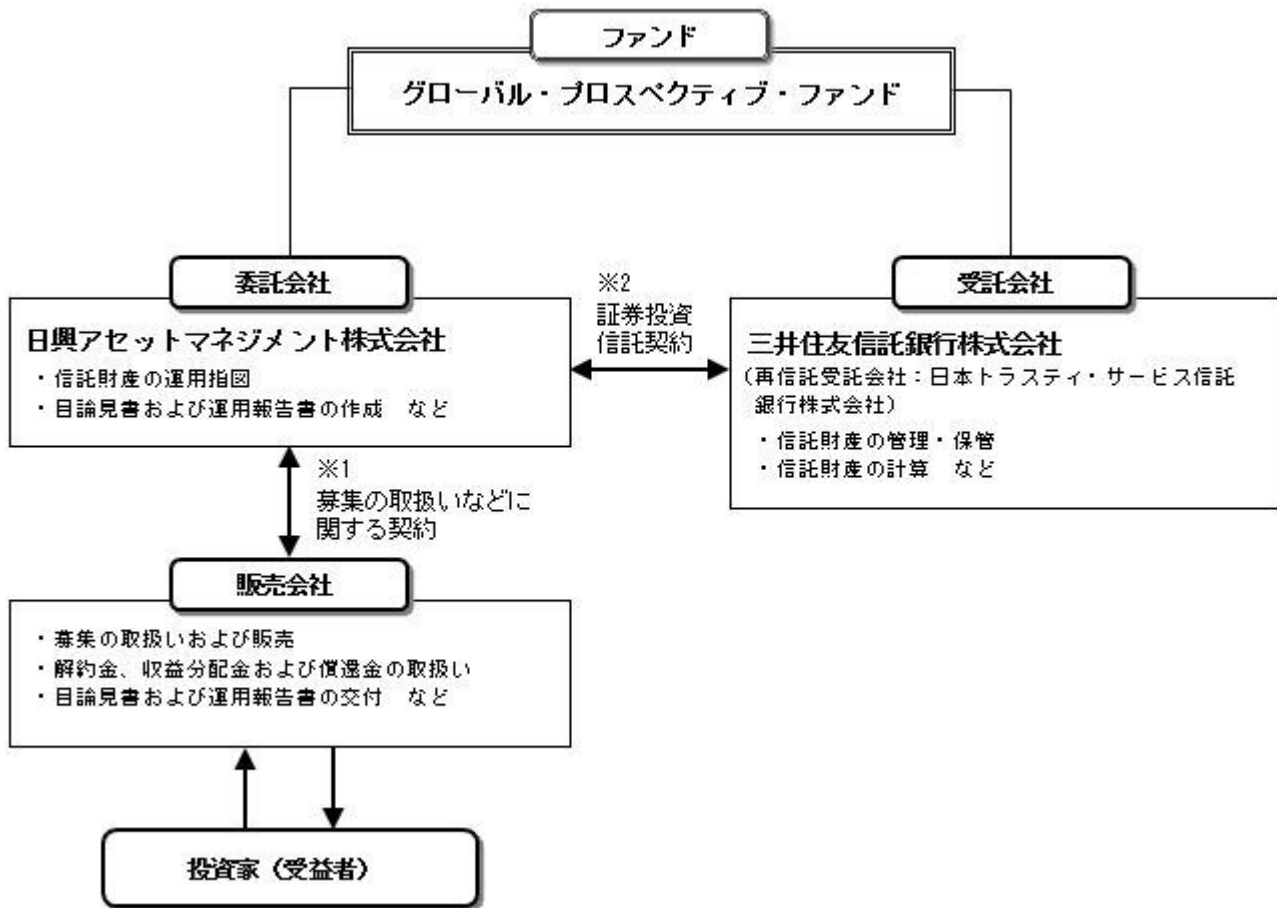 ファンド
グローバル・プロスペクティブ・ファンド
委託会社
日興アセットマネジメント株式会社
・信託財産の運用指図
・目論見書および運用報告書の作成　など
※2
証券投資
信託契約
受託会社
三井住友信託銀行株式会社
（再信託受託会社：日本トラスティ・サービス信託
銀行株式会社）
・信託財産の管理・保管
・信託財産の計算　など
※1
募集の取扱いなどに
関する契約
販売会社
・募集の取扱いおよび販売
・解約金、収益分配金および償還金の取扱い
・目論見書および運用報告書の交付　など
投資家（受益者）